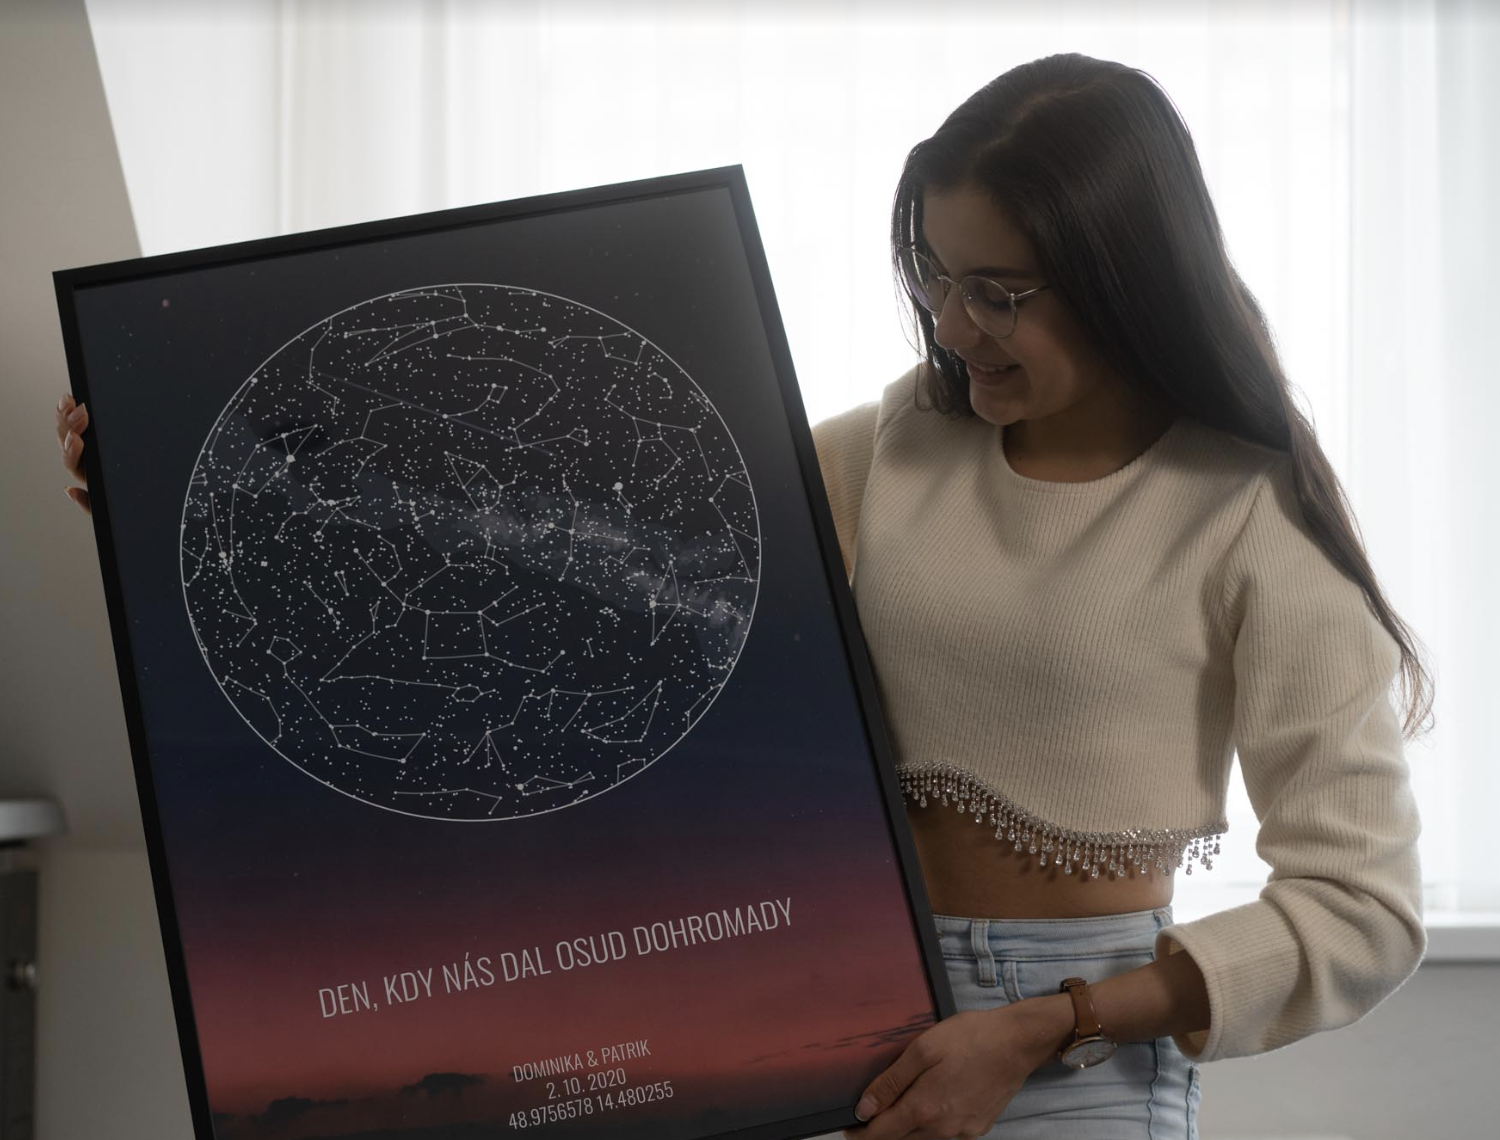 DEN, KDY NÁS DAL OSUD DOHROMADY
DOMINIKA & PATRIK
2. 10. 2020
48.9756578 14.480255